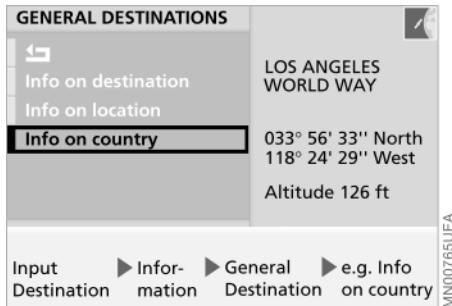 GENERAL DESTINATIONS
Info on destination
Info on location
Info on country
LOS ANGELES
WORLD WAY
033° 56' 33'' North
118° 24' 29'' West
Altitude 126 ft
Input Destination
Infor-
mation
General Destination
e.g. Info on country
MN00765UEA